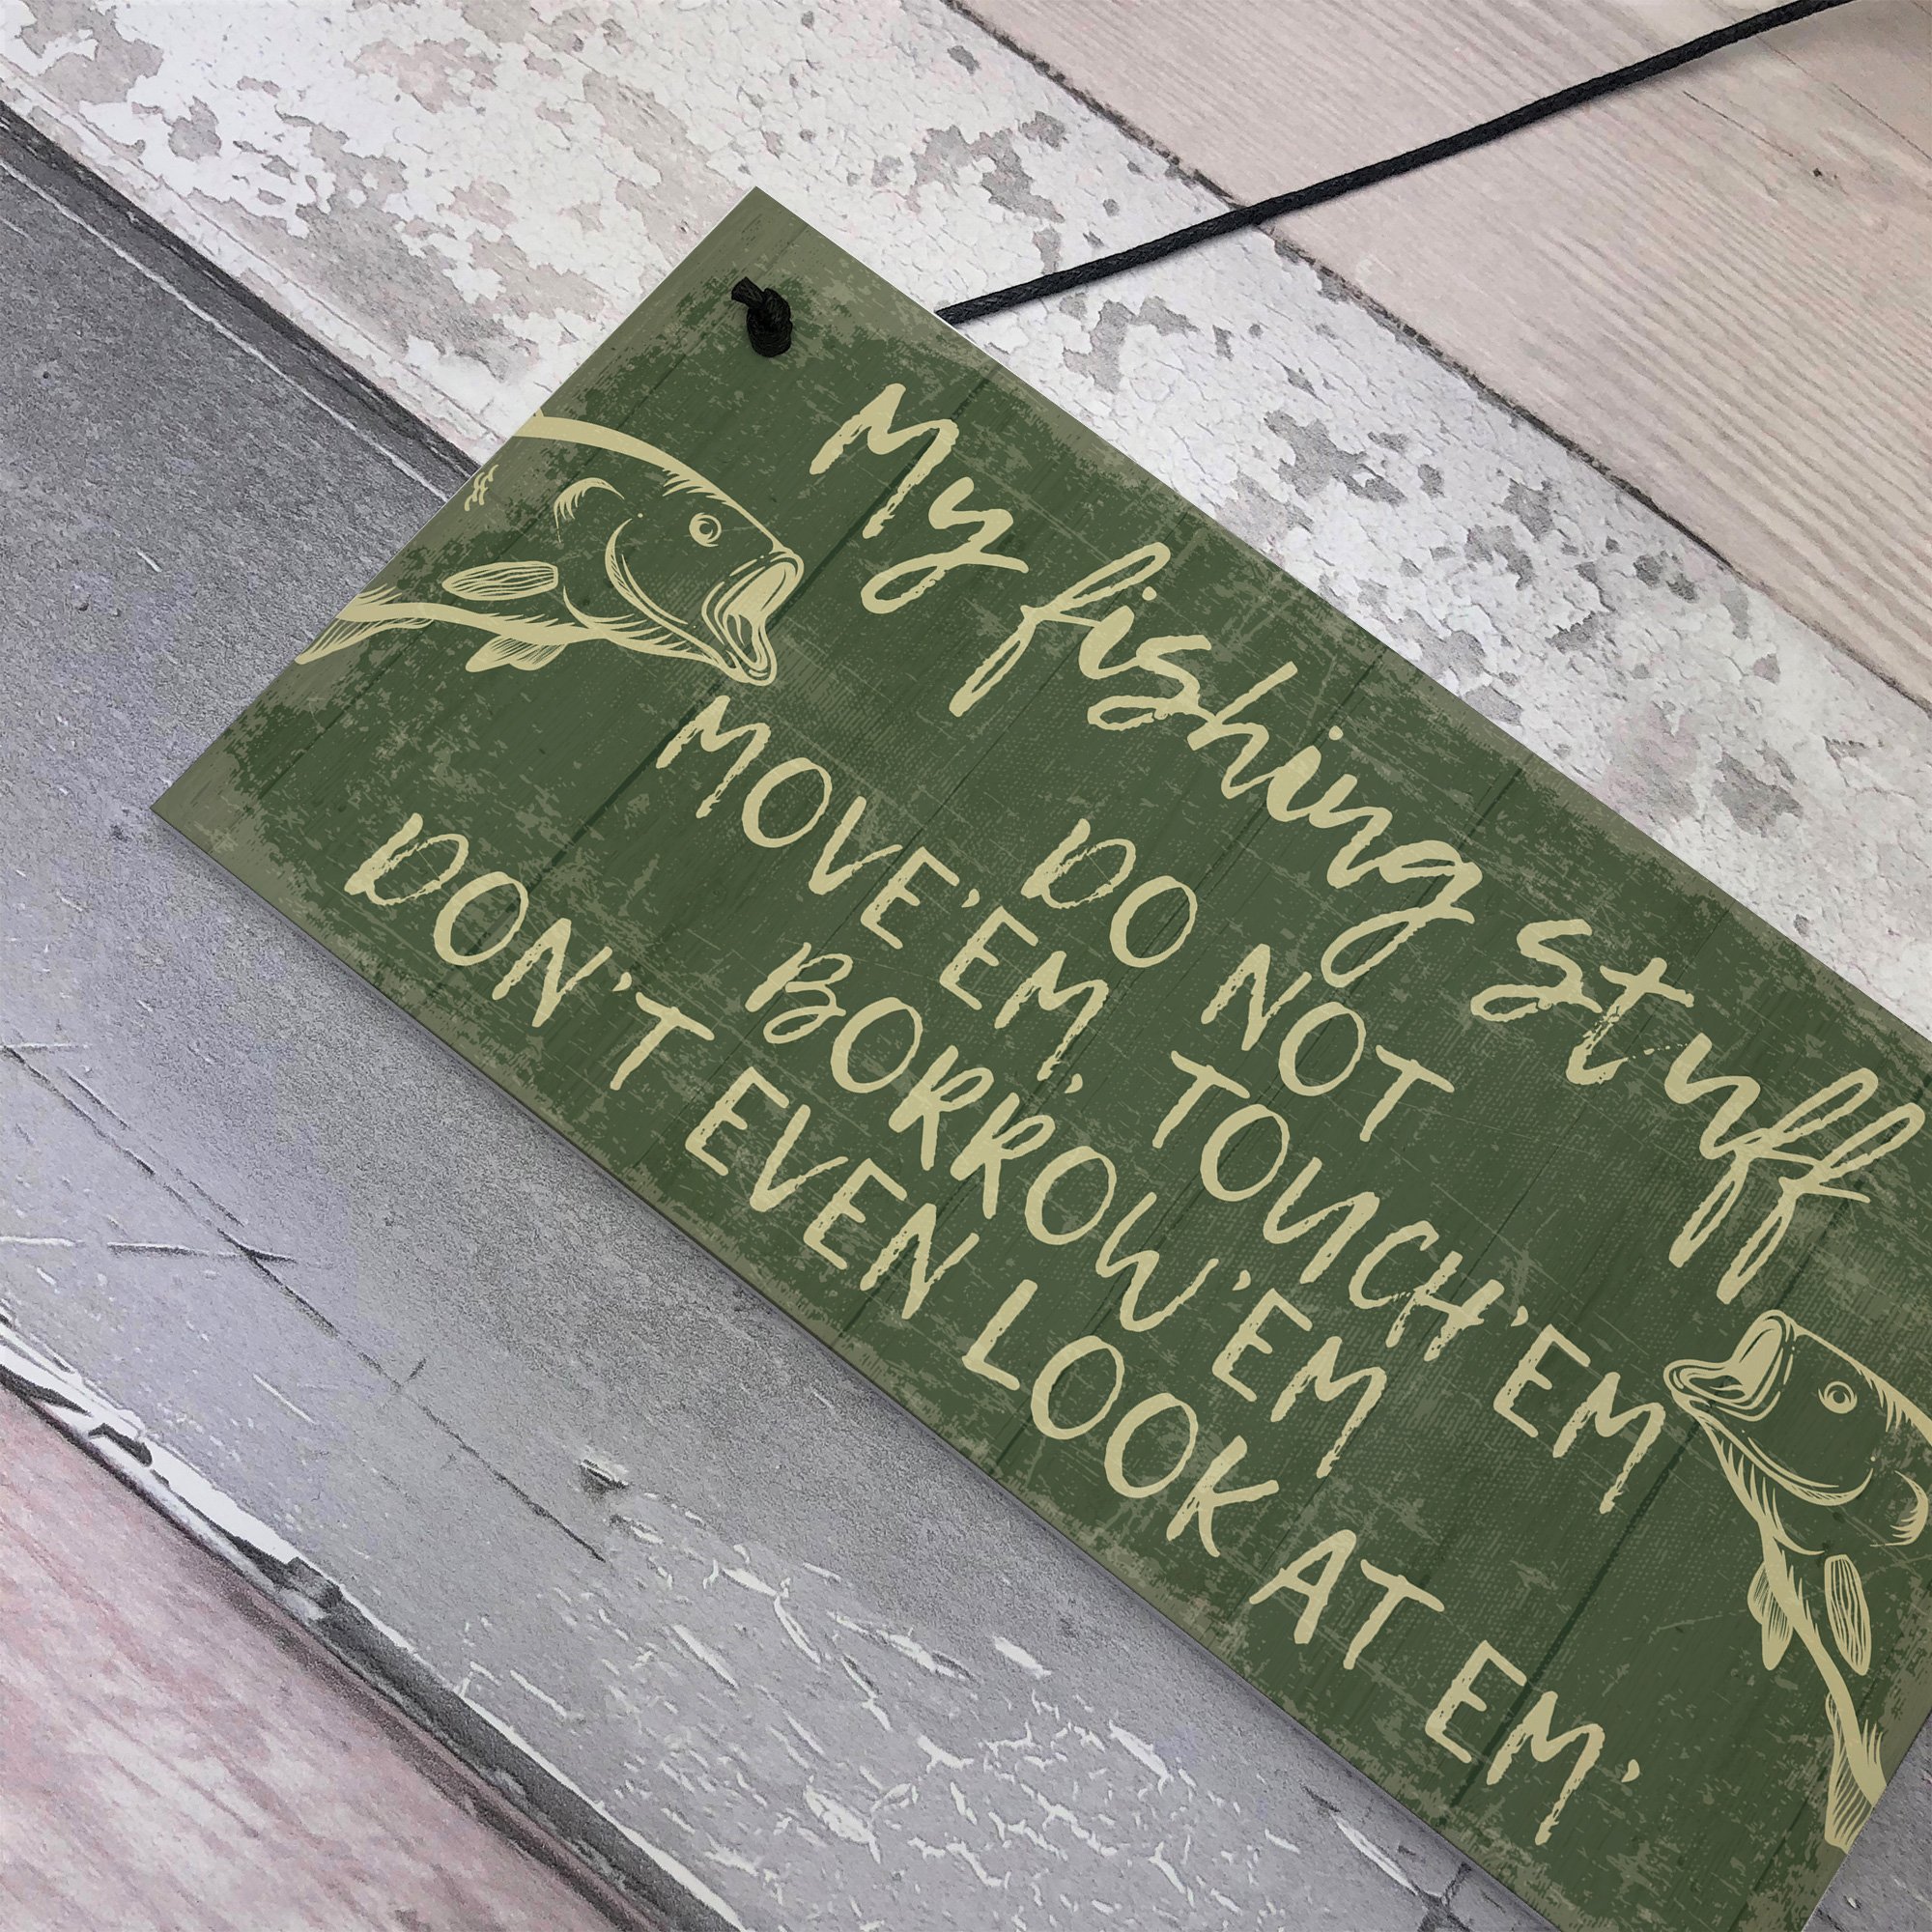 My fishing stuff
DO NOT
MOVE'EM, TOUCH'EM
BORROW'EM
DON'T EVEN LOOK AT EM'